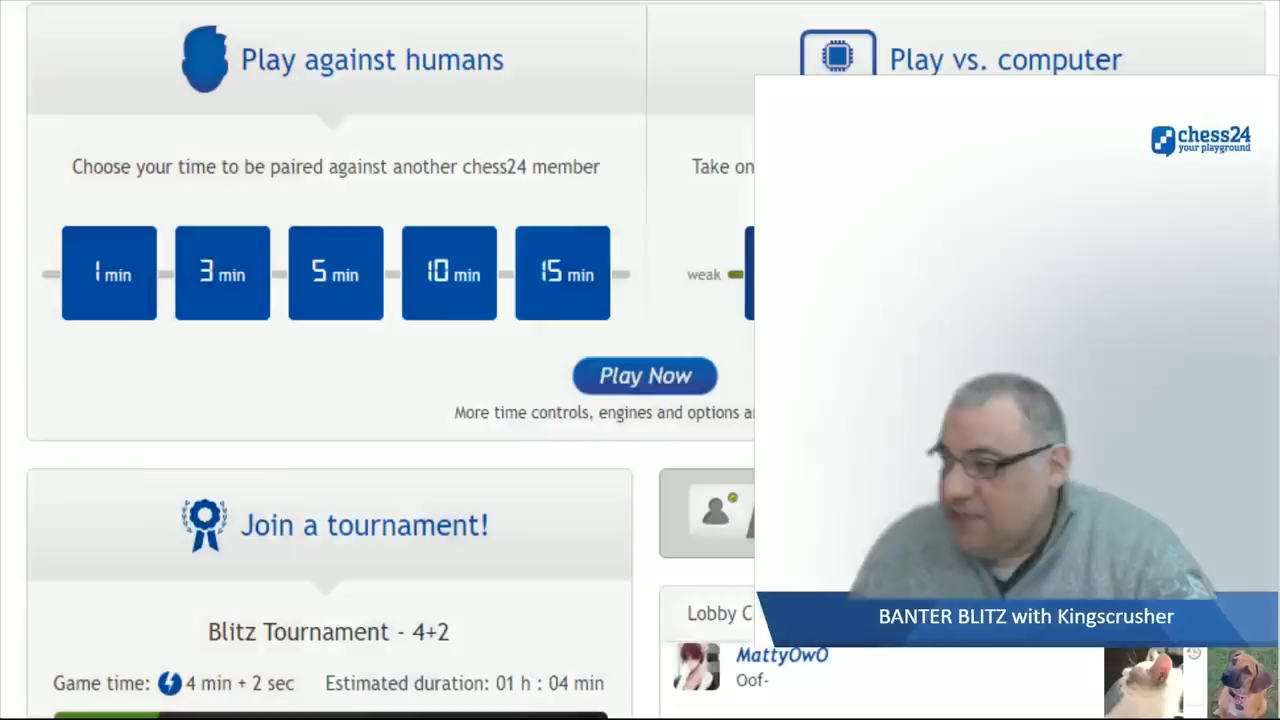 Play against humans
Play vs. computer
chess24
your playground
Choose your time to be paired against another chess24 member
Take on
1 min
3 min
5 min
10 min
15 min
weak
Play Now
More time controls, engines and options
Join a tournament!
Blitz Tournament - 4+2
Game time: 4 min + 2 sec
Estimated duration: 01 h : 04 min
Lobby
BANTER BLITZ with Kingscrusher
MattyOwO
Oof-